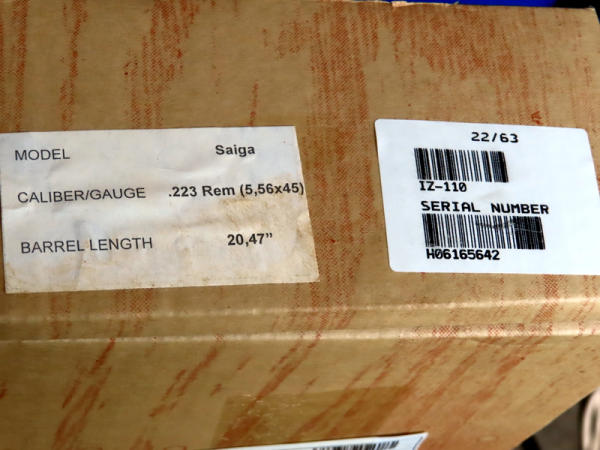 MODEL Saiga
CALIBER/GAUGE .223 Rem (5,56x45)
BARREL LENGTH 20,47”
22/63
IZ-110
SERIAL NUMBER
H06165642